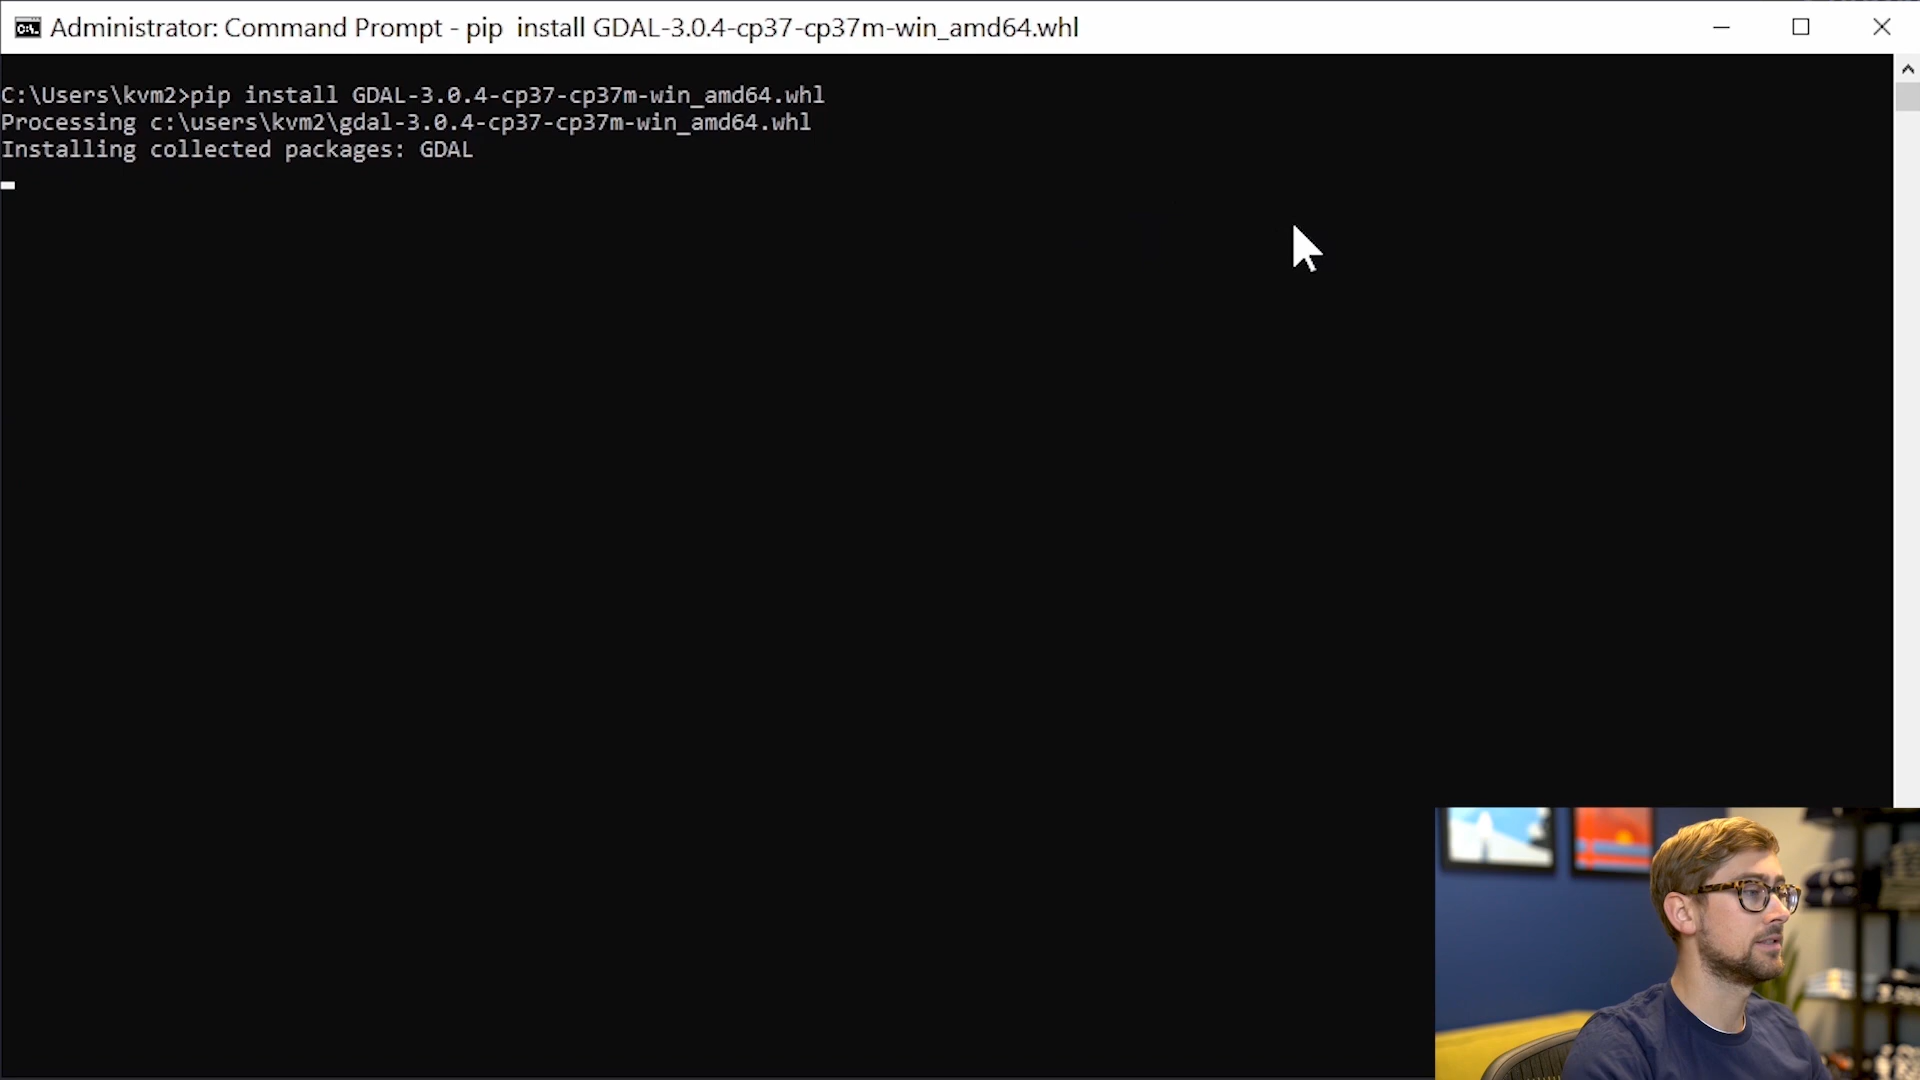 Administrator: Command Prompt - pip  install GDAL-3.0.4-cp37-cp37m-win_amd64.whl
C:\Users\kvm2>pip install GDAL-3.0.4-cp37-cp37m-win_amd64.whl
Processing c:\users\kvm2\gdal-3.0.4-cp37-cp37m-win_amd64.whl
Installing collected packages: GDAL